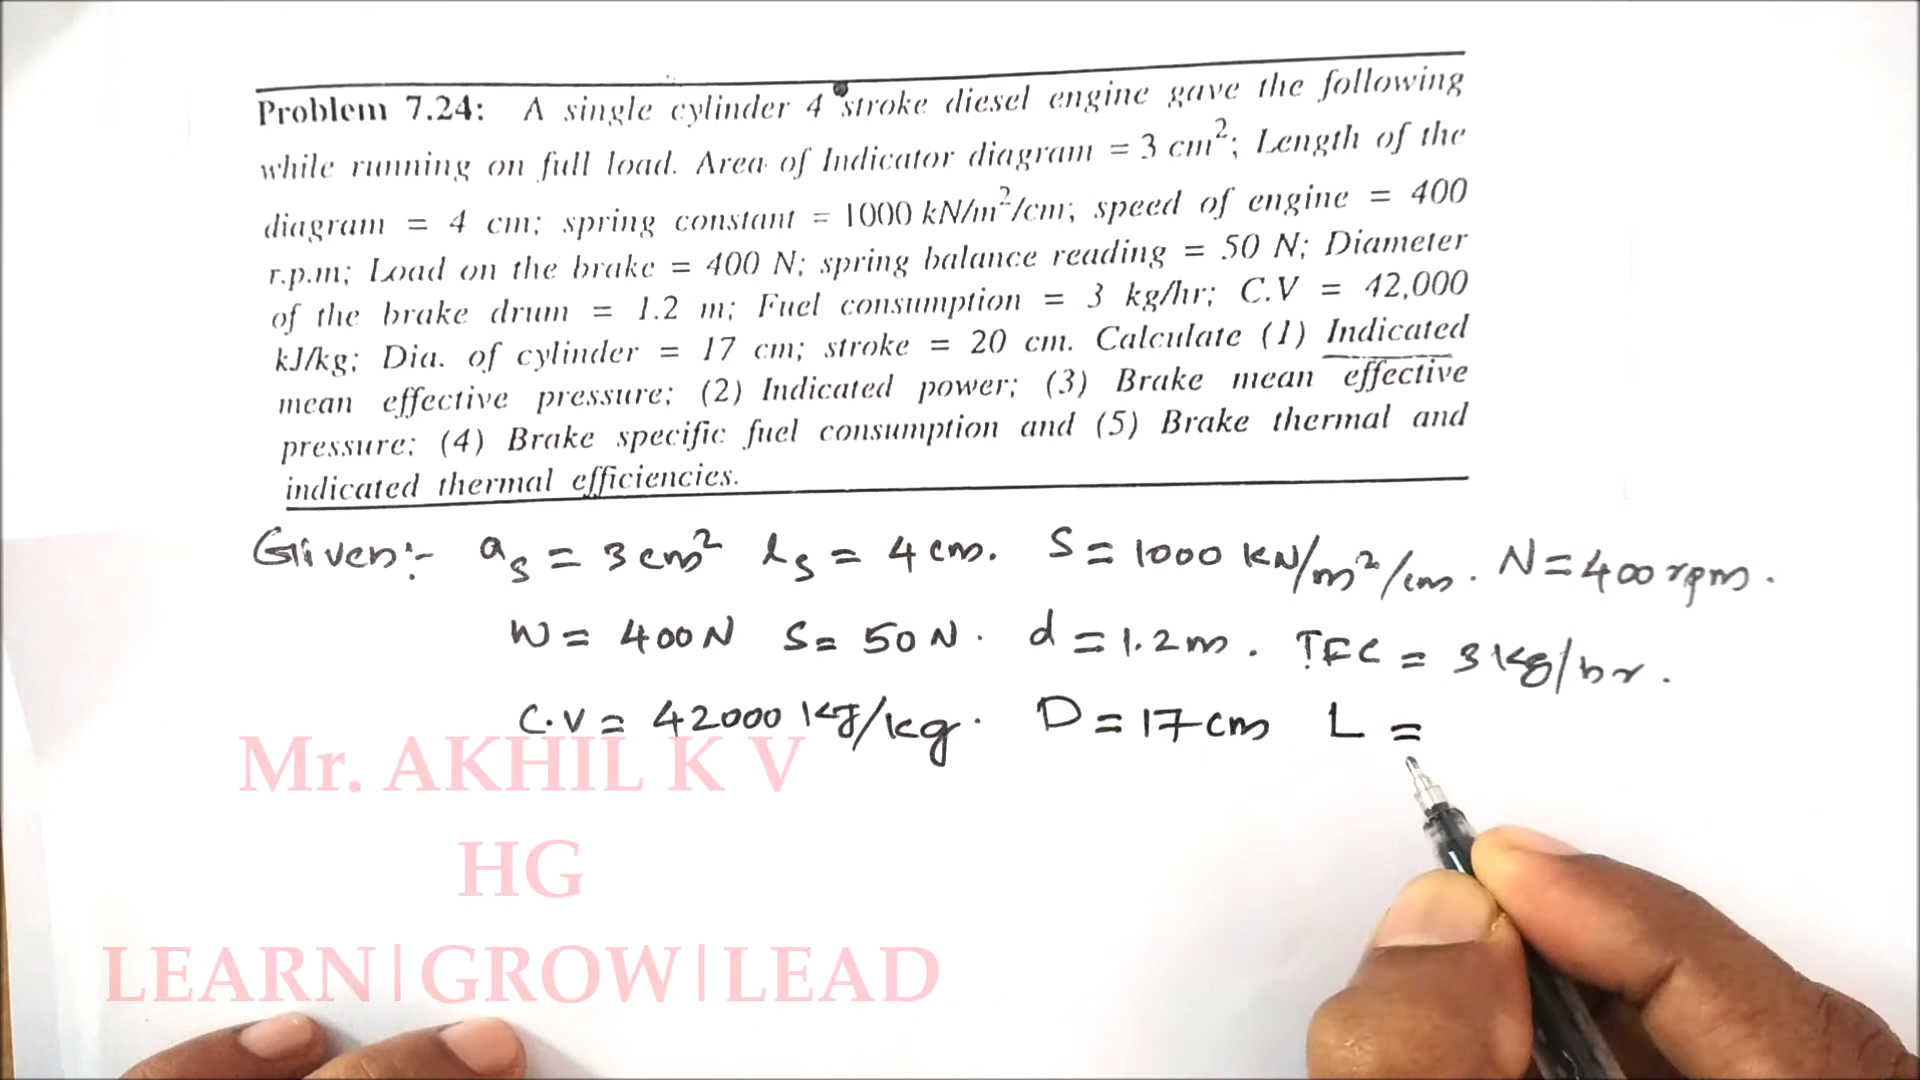 Problem 7.24: A single cylinder 4 stroke diesel engine gave the following
while running on full load. Area of Indicator diagram = 3 cm²; Length of the
diagram = 4 cm; spring constant = 1000 kN/m²/cm; speed of engine = 400
r.p.m; Load on the brake = 400 N; spring balance reading = 50 N; Diameter
of the brake drum = 1.2 m; Fuel consumption = 3 kg/hr; C.V = 42,000
kJ/kg; Dia. of cylinder = 17 cm; stroke = 20 cm. Calculate (1) Indicated
mean effective pressure; (2) Indicated power; (3) Brake mean effective
pressure; (4) Brake specific fuel consumption and (5) Brake thermal and
indicated thermal efficiencies.
Given:- as = 3 cm² ls = 4 cm. S = 1000 kN/m²/cm. N = 400 rpm.
W = 400 N S = 50 N. d = 1.2 m. TFC = 3 kg/hr.
C.V = 42000 KJ/kg. D = 17 cm L =
Mr. AKHIL K V
HG
LEARN|GROW|LEAD